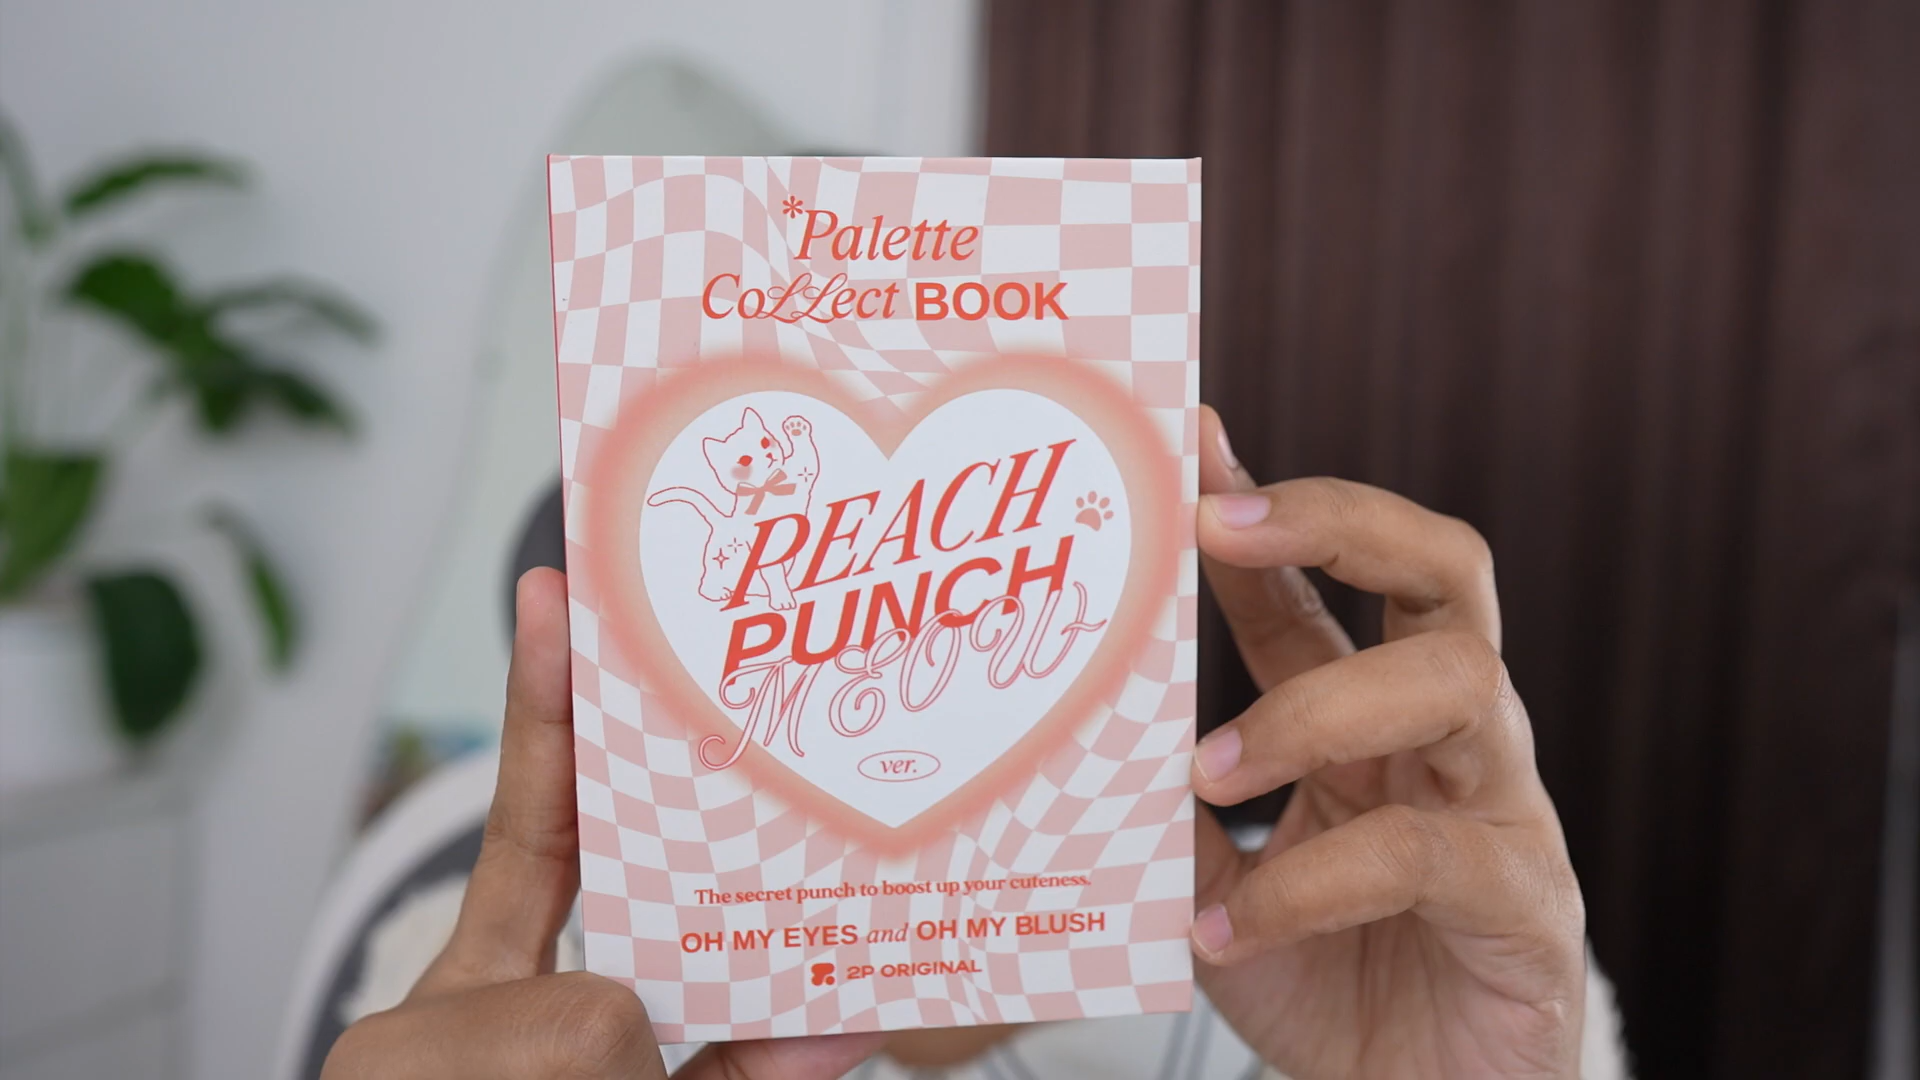 *Palette
Collect BOOK
PEACH
PUNCH
MEOW
ver.
The secret punch to boost up your cuteness.
OH MY EYES and OH MY BLUSH
2P ORIGINAL